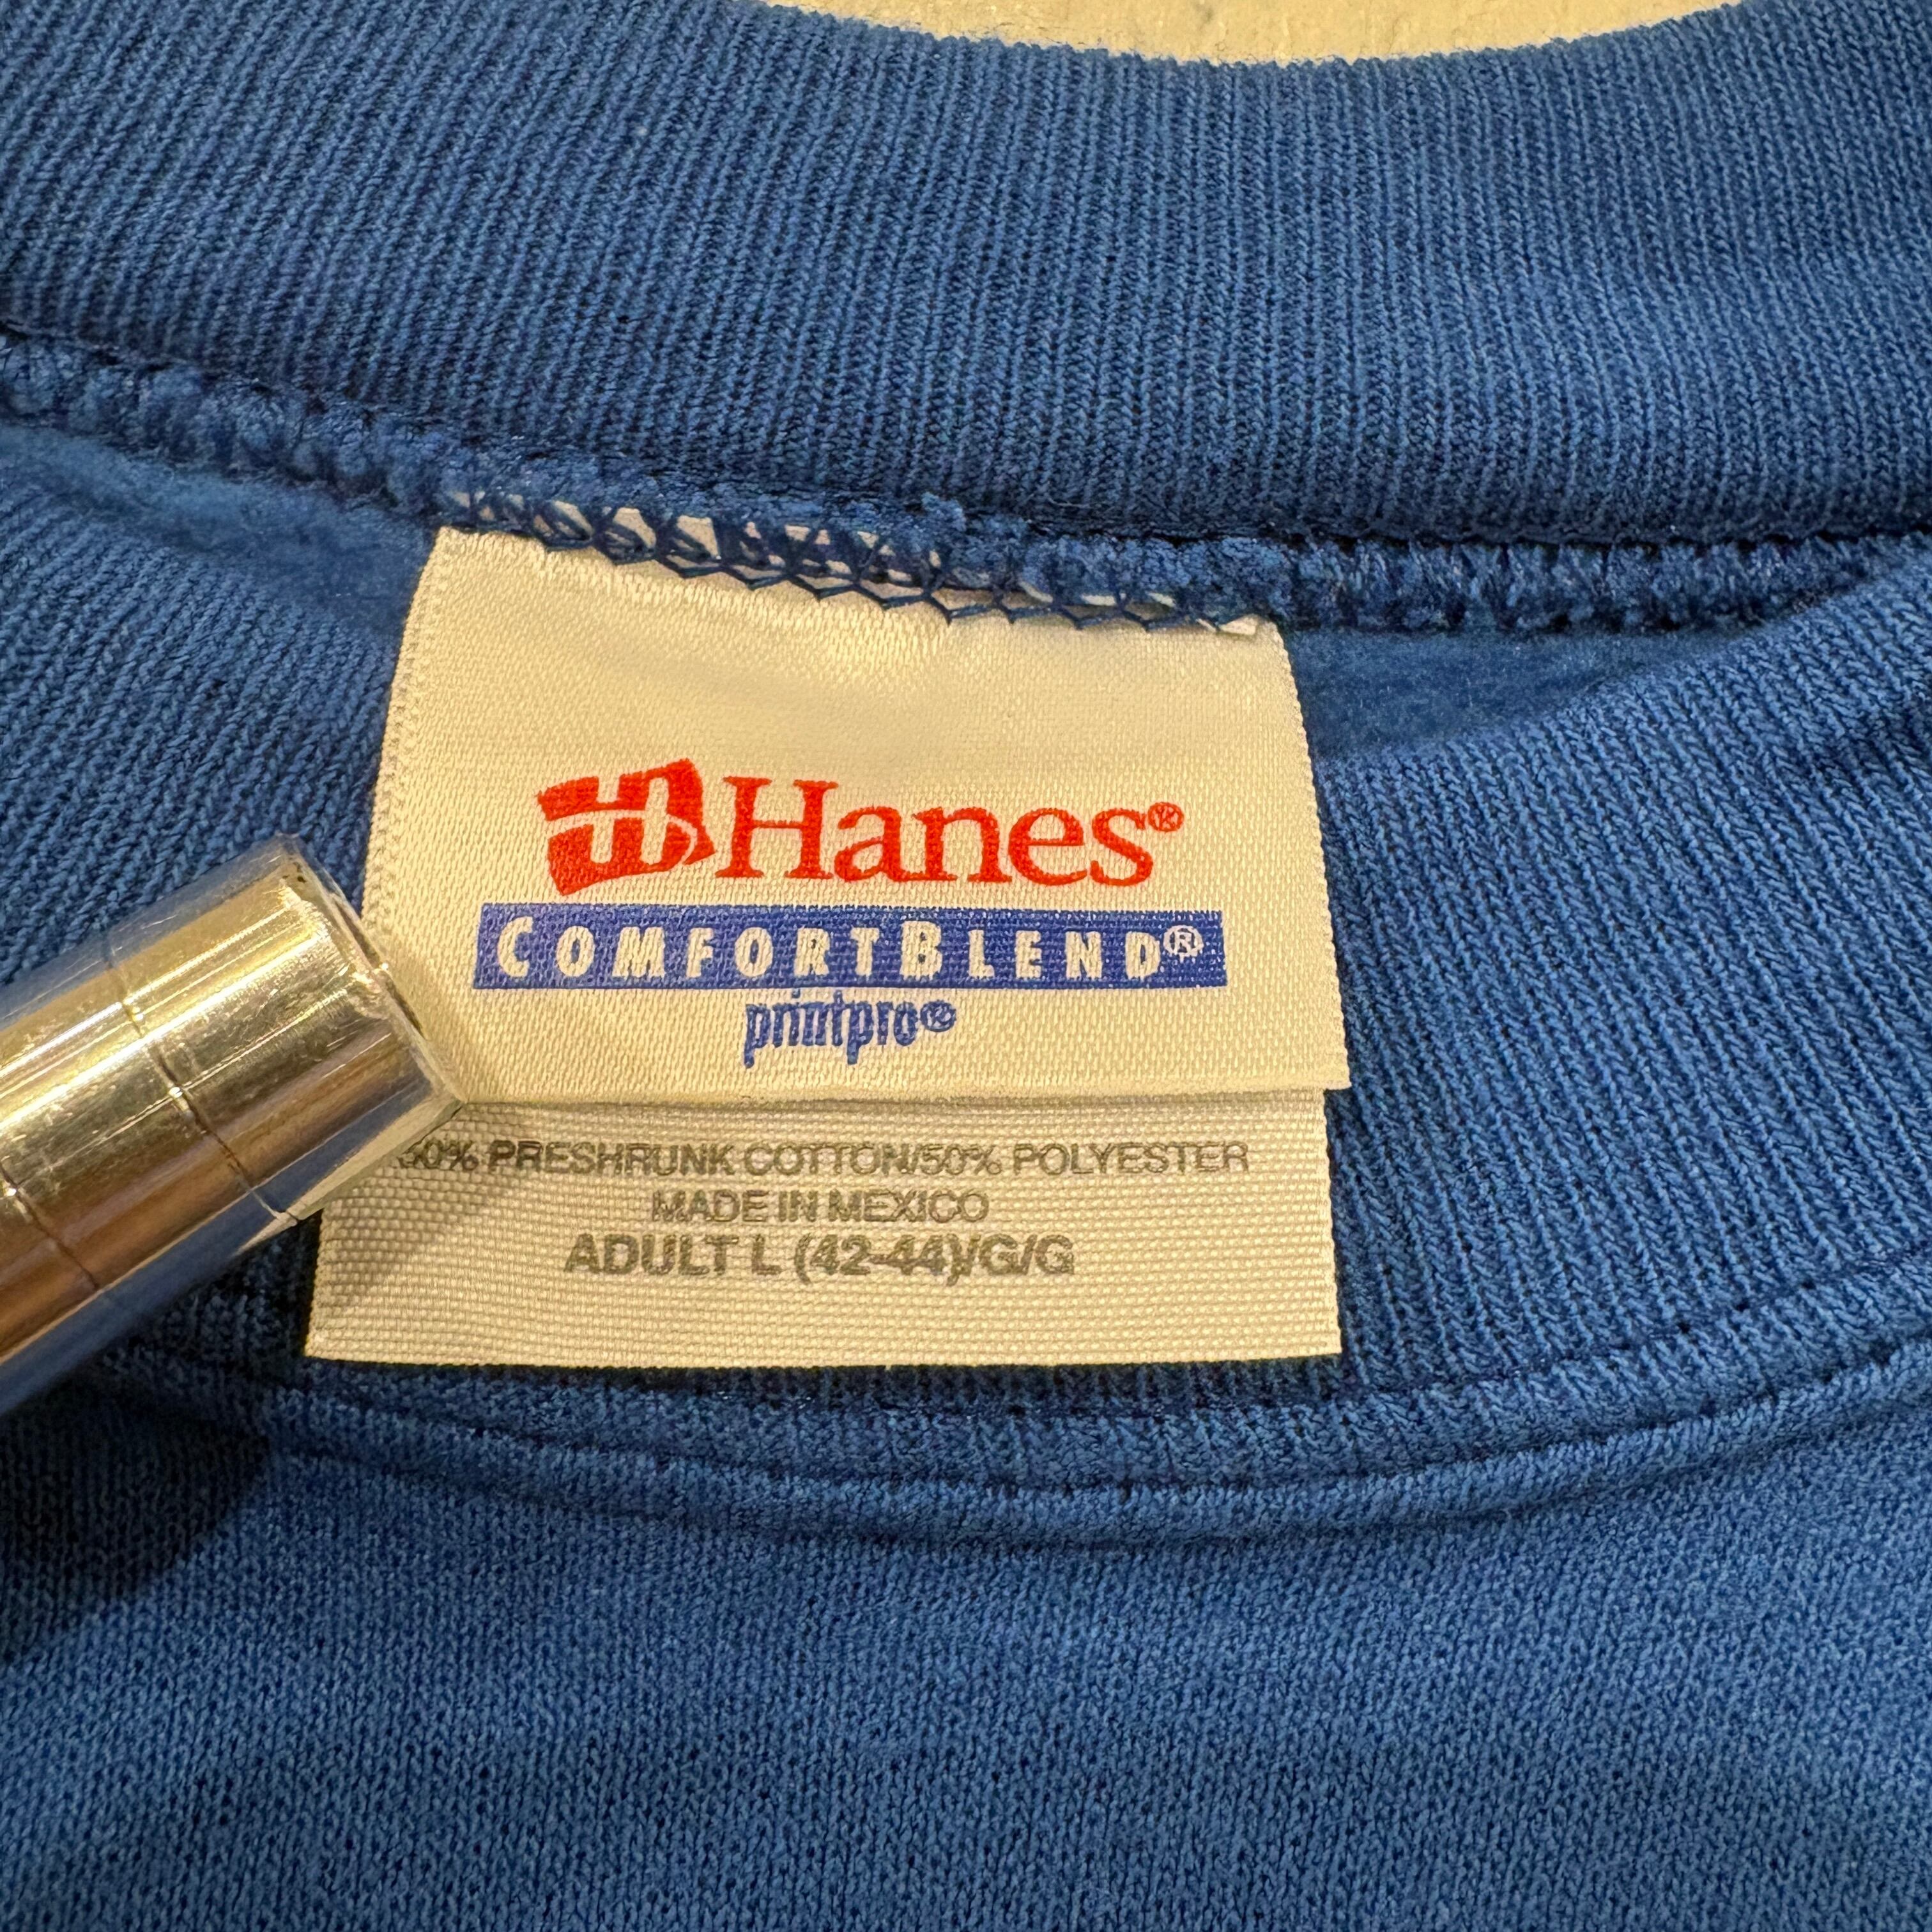 Hanes®
COMFORTBLEND®
printpro®
50% PRESHRUNK COTTON/50% POLYESTER
MADE IN MEXICO
ADULT L (42-44)/G/G